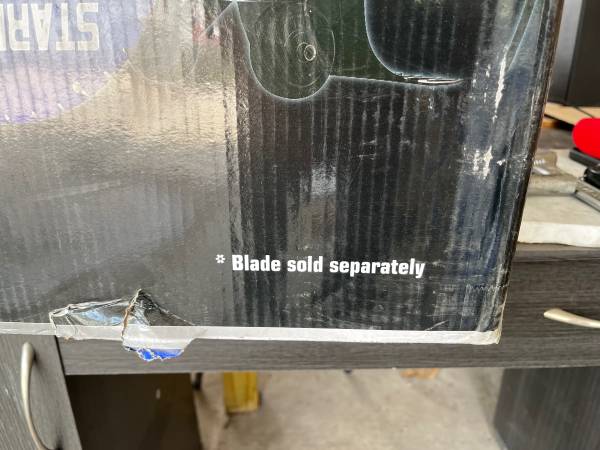 * Blade sold separately